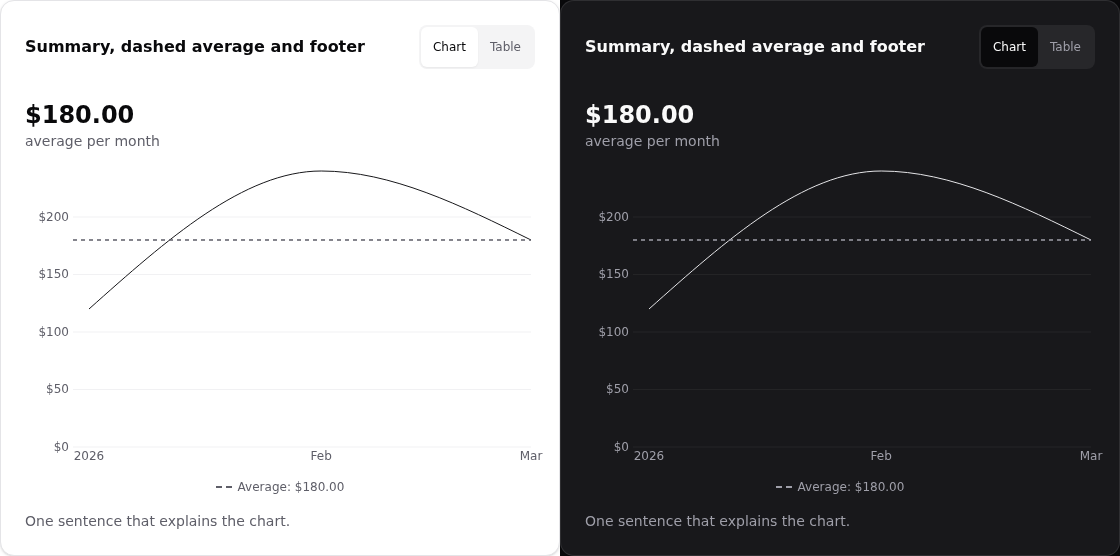 Summary, dashed average and footer
Chart
Table
$180.00
average per month
$200
$150
$100
$50
$0
2026
Feb
Mar
Average: $180.00
One sentence that explains the chart.
Summary, dashed average and footer
Chart
Table
$180.00
average per month
$200
$150
$100
$50
$0
2026
Feb
Mar
Average: $180.00
One sentence that explains the chart.